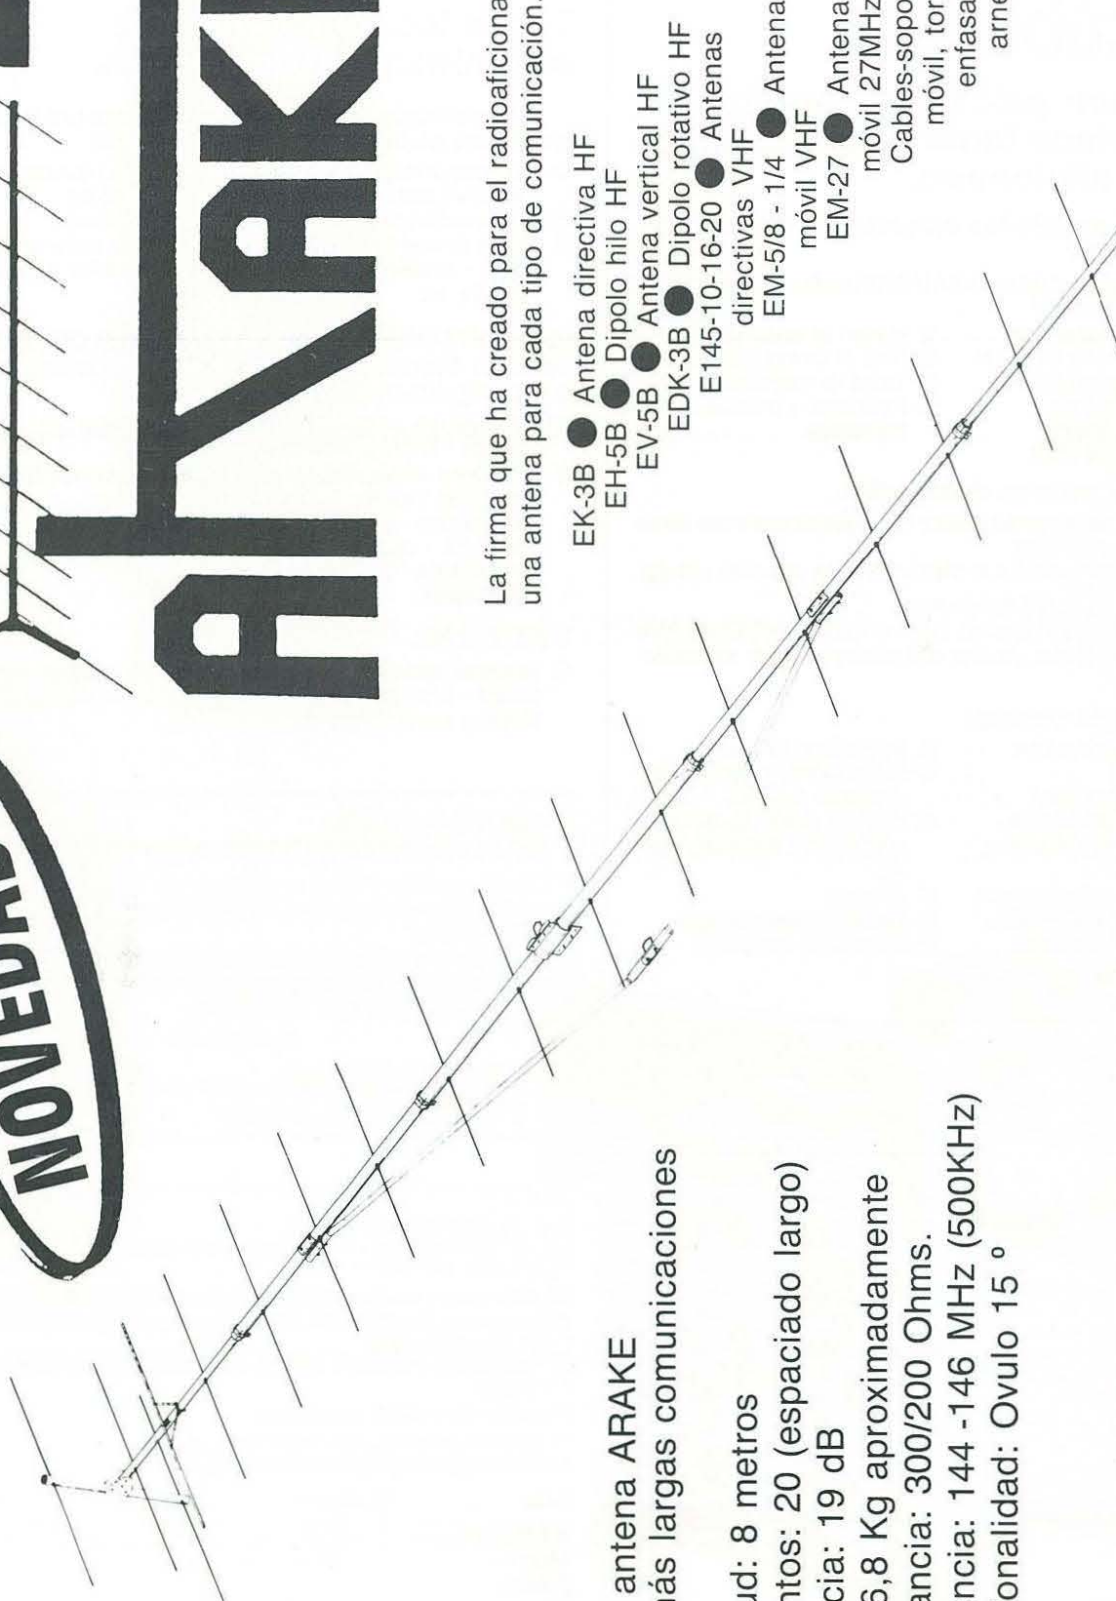 NOVEDAD
ARAK
La firma que ha creado para el radioaficiona
una antena para cada tipo de comunicación.
EK-3B ● Antena directiva HF
EH-5B ● Dipolo hilo HF
EV-5B ● Antena vertical HF
EDK-3B ● Dipolo rotativo HF
E145-10-16-20 ● Antenas
directivas VHF
EM-5/8 - 1/4 ● Antena
móvil VHF
EM-27 ● Antena
móvil 27MHz
Cables-sopo
móvil, tor
enfasa
arne
antena ARAKE
ás largas comunicaciones
ud: 8 metros
ntos: 20 (espaciado largo)
cia: 19 dB
6,8 Kg aproximadamente
ancia: 300/200 Ohms.
ncia: 144 -146 MHz (500KHz)
onalidad: Ovulo 15 º